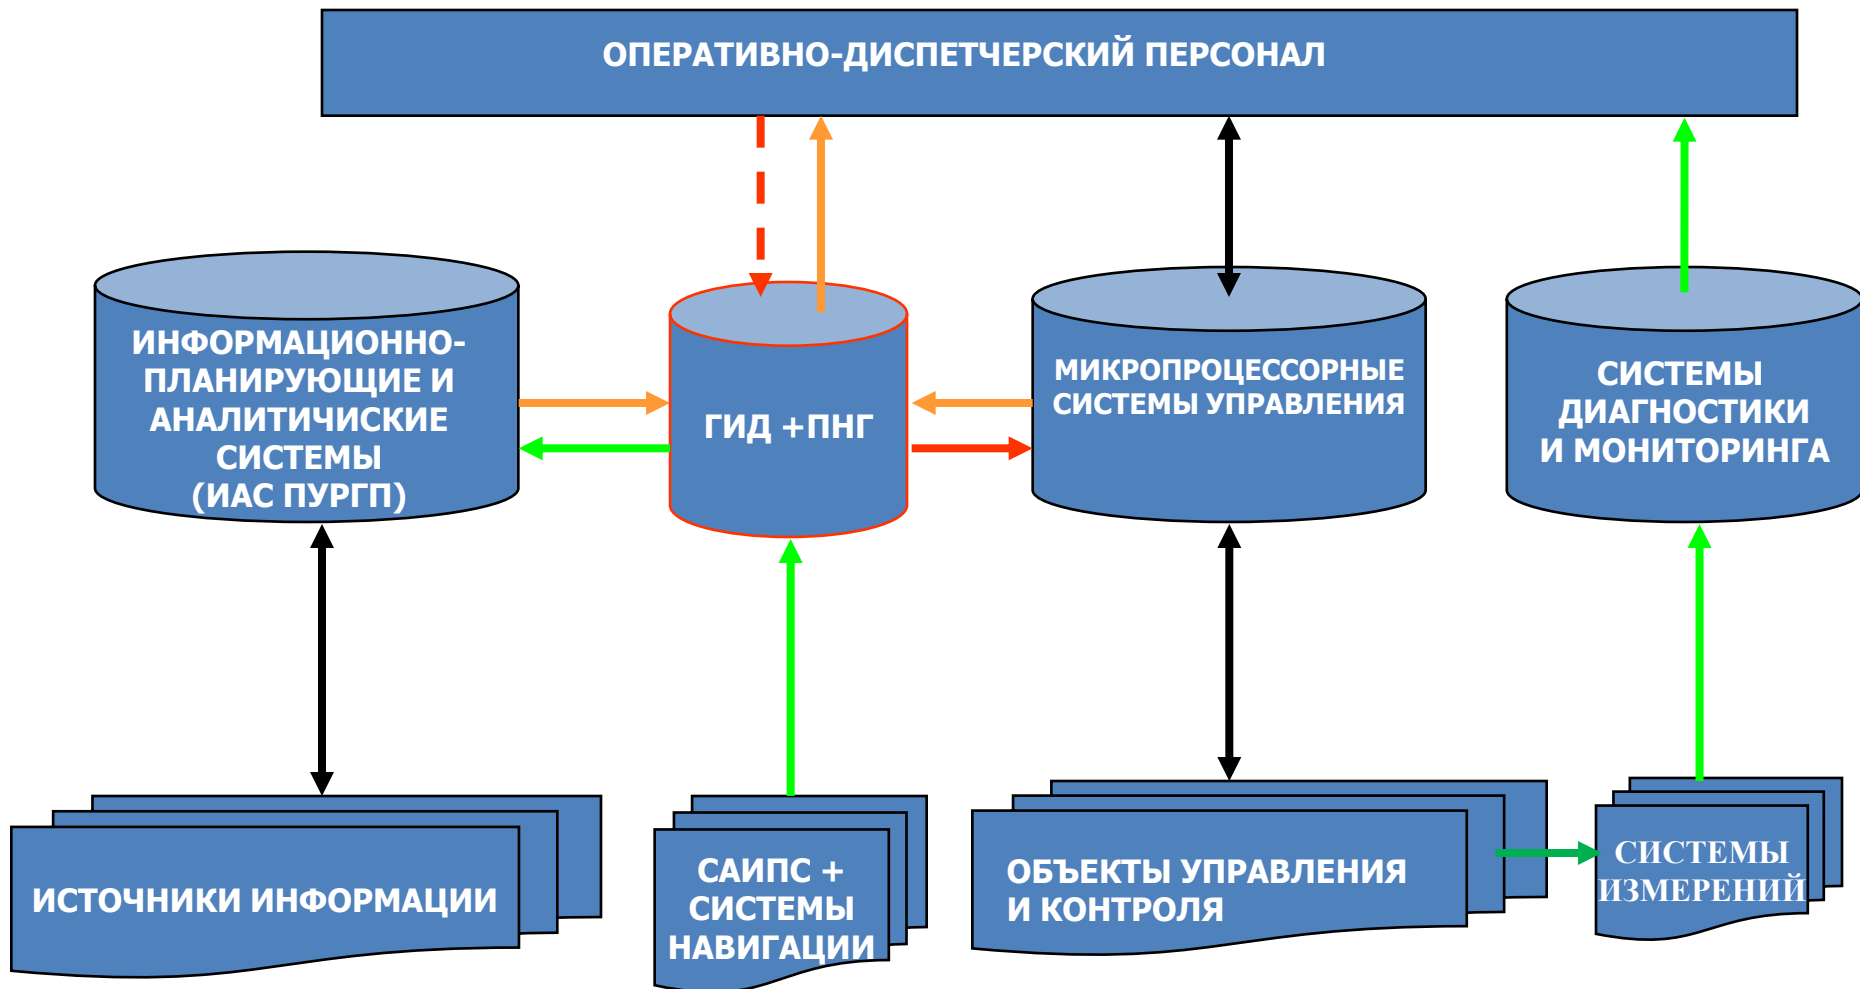 ОПЕРАТИВНО-ДИСПЕТЧЕРСКИЙ ПЕРСОНАЛ
ИНФОРМАЦИОННО-
ПЛАНИРУЮЩИЕ И
АНАЛИТИЧИСКИЕ
СИСТЕМЫ
(ИАС ПУРГП)
ГИД +ПНГ
МИКРОПРОЦЕССОРНЫЕ
СИСТЕМЫ УПРАВЛЕНИЯ
СИСТЕМЫ
ДИАГНОСТИКИ
И МОНИТОРИНГА
ИСТОЧНИКИ ИНФОРМАЦИИ
САИПС +
СИСТЕМЫ
НАВИГАЦИИ
ОБЪЕКТЫ УПРАВЛЕНИЯ
И КОНТРОЛЯ
СИСТЕМЫ
ИЗМЕРЕНИЙ